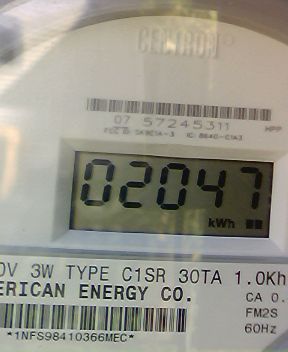 CENTRON®
07 57245311
HPP
02047
kWh
0V 3W TYPE C1SR 30TA 1.0Kh
ERICAN ENERGY CO.
CA 0.
FM2S
60Hz
*1NFS98410366MEC*